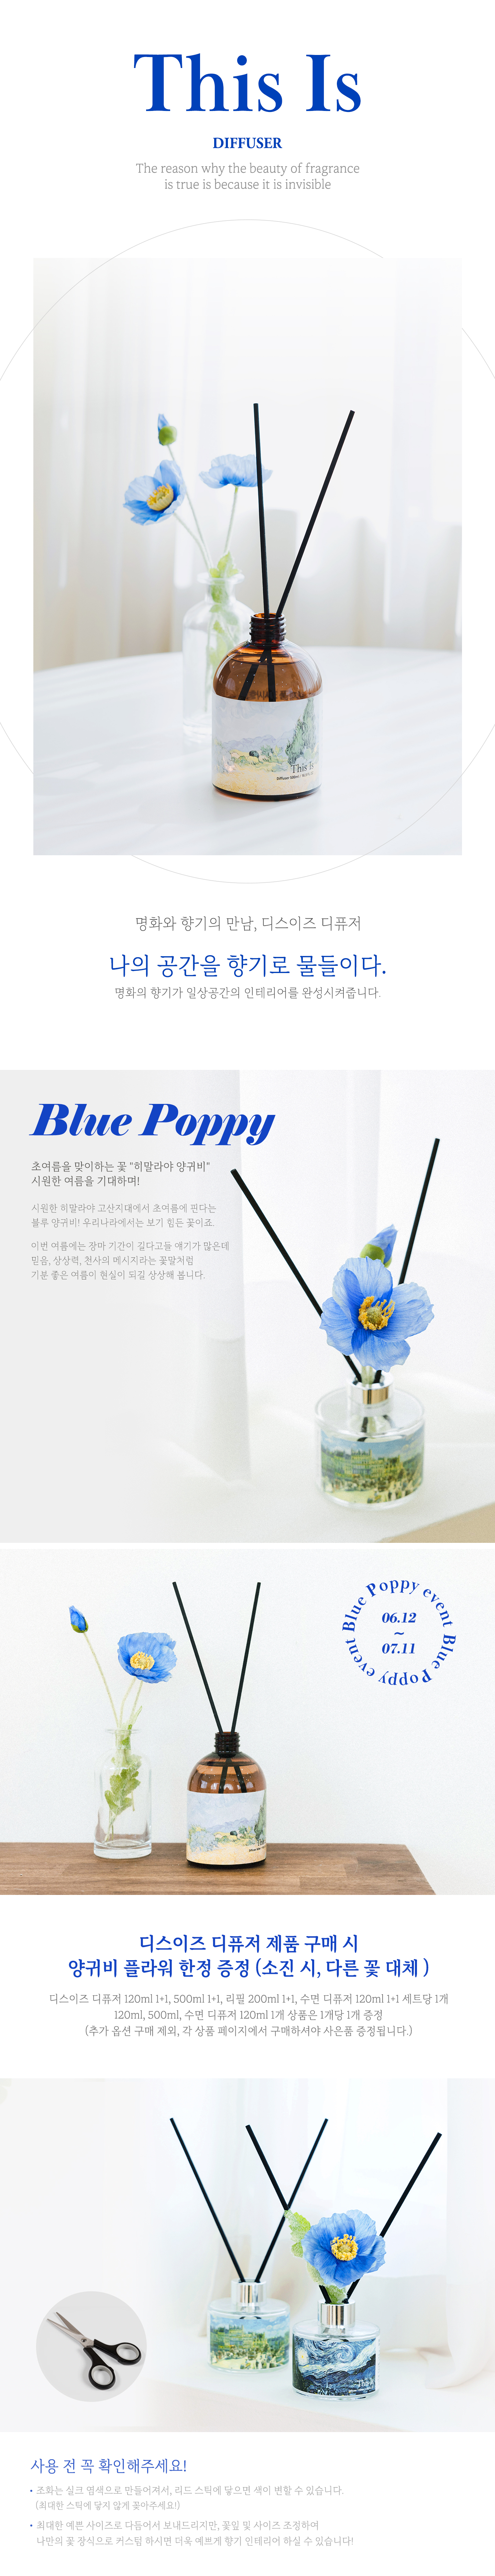 This Is
DIFFUSER
The reason why the beauty of fragrance
is true is because it is invisible
This Is
명화와 향기의 만남, 디스이즈 디퓨저
나의 공간을 향기로 물들이다.
명화의 향기가 일상공간의 인테리어를 완성시켜줍니다.
Blue Poppy
초여름을 맞이하는 꽃 "히말라야 양귀비"
시원한 여름을 기대하며!
시원한 히말라야 고산지대에서 초여름에 핀다는
블루 양귀비! 우리나라에서는 보기 힘든 꽃이죠.
이번 여름에는 장마 기간이 길다고들 얘기가 많은데
믿음, 상상력, 천사의 메시지라는 꽃말처럼
기분 좋은 여름이 현실이 되길 상상해 봅니다.
Blue Poppy event Blue Poppy event
06.12
~
07.11
디스이즈 디퓨저 제품 구매 시
양귀비 플라워 한정 증정 (소진 시, 다른 꽃 대체 )
디스이즈 디퓨저 120ml 1+1, 500ml 1+1, 리필 200ml 1+1, 수면 디퓨저 120ml 1+1 세트당 1개
120ml, 500ml, 수면 디퓨저 120ml 1개 상품은 1개당 1개 증정
(추가 옵션 구매 제외, 각 상품 페이지에서 구매하셔야 사은품 증정됩니다.)
사용 전 꼭 확인해주세요!
• 조화는 실크 염색으로 만들어져서, 리드 스틱에 닿으면 색이 변할 수 있습니다.
(최대한 스틱에 닿지 않게 꽂아주세요!)
• 최대한 예쁜 사이즈로 다듬어서 보내드리지만, 꽃잎 및 사이즈 조정하여
나만의 꽃 장식으로 커스텀 하시면 더욱 예쁘게 향기 인테리어 하실 수 있습니다!